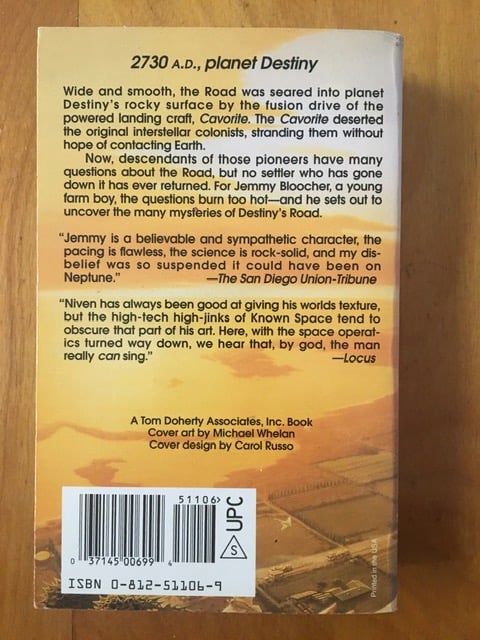 2730 A.D., planet Destiny
Wide and smooth, the Road was seared into planet
Destiny's rocky surface by the fusion drive of the
powered landing craft, Cavorite. The Cavorite deserted
the original interstellar colonists, stranding them without
hope of contacting Earth.
Now, descendants of those pioneers have many
questions about the Road, but no settler who has gone
down it has ever returned. For Jemmy Bloocher, a young
farm boy, the questions burn too hot—and he sets out to
uncover the many mysteries of Destiny's Road.
"Jemmy is a believable and sympathetic character, the
pacing is flawless, the science is rock-solid, and my dis-
belief was so suspended it could have been on
Neptune." —The San Diego Union-Tribune
"Niven has always been good at giving his worlds texture,
but the high-tech high-jinks of Known Space tend to
obscure that part of his art. Here, with the space operat-
ics turned way down, we hear that, by god, the man
really can sing." —Locus
A Tom Doherty Associates, Inc. Book
Cover art by Michael Whelan
Cover design by Carol Russo
51106>
UPC
S
0 37145 00699 4
ISBN 0-812-51106-9
Printed in the USA